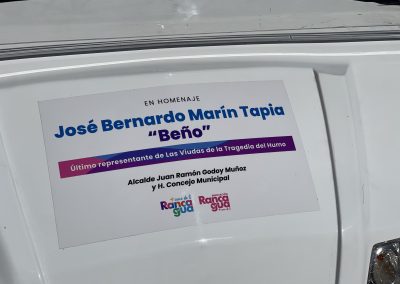 EN HOMENAJE
José Bernardo Marín Tapia
“Beño”
Último representante de Las Viudas de la Tragedia del Humo
Alcalde Juan Ramón Godoy Muñoz
y H. Concejo Municipal
Rancagua
Rancagua